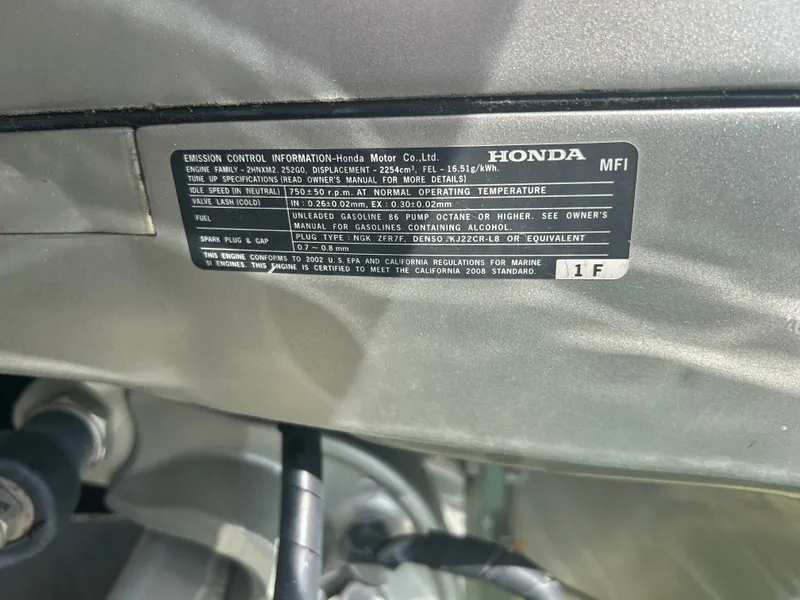 EMISSION CONTROL INFORMATION-Honda Motor Co.,Ltd. HONDA MFI
ENGINE FAMILY - 2HNXM2. 252G0, DISPLACEMENT - 2254cm³, FEL - 16.51g/kWh.
TUNE UP SPECIFICATIONS (READ OWNER'S MANUAL FOR MORE DETAILS)
IDLE SPEED (IN NEUTRAL) 750±50 r.p.m. AT NORMAL OPERATING TEMPERATURE
VALVE LASH (COLD) IN : 0.26±0.02mm, EX : 0.30±0.02mm
FUEL UNLEADED GASOLINE 86 PUMP OCTANE OR HIGHER. SEE OWNER'S
MANUAL FOR GASOLINES CONTAINING ALCOHOL.
SPARK PLUG & GAP PLUG TYPE : NGK ZFR7F, DENSO KJ22CR-L8 OR EQUIVALENT
0.7 ~ 0.8 mm
THIS ENGINE CONFORMS TO 2002 U.S. EPA AND CALIFORNIA REGULATIONS FOR MARINE
SI ENGINES. THIS ENGINE IS CERTIFIED TO MEET THE CALIFORNIA 2008 STANDARD.
1 F